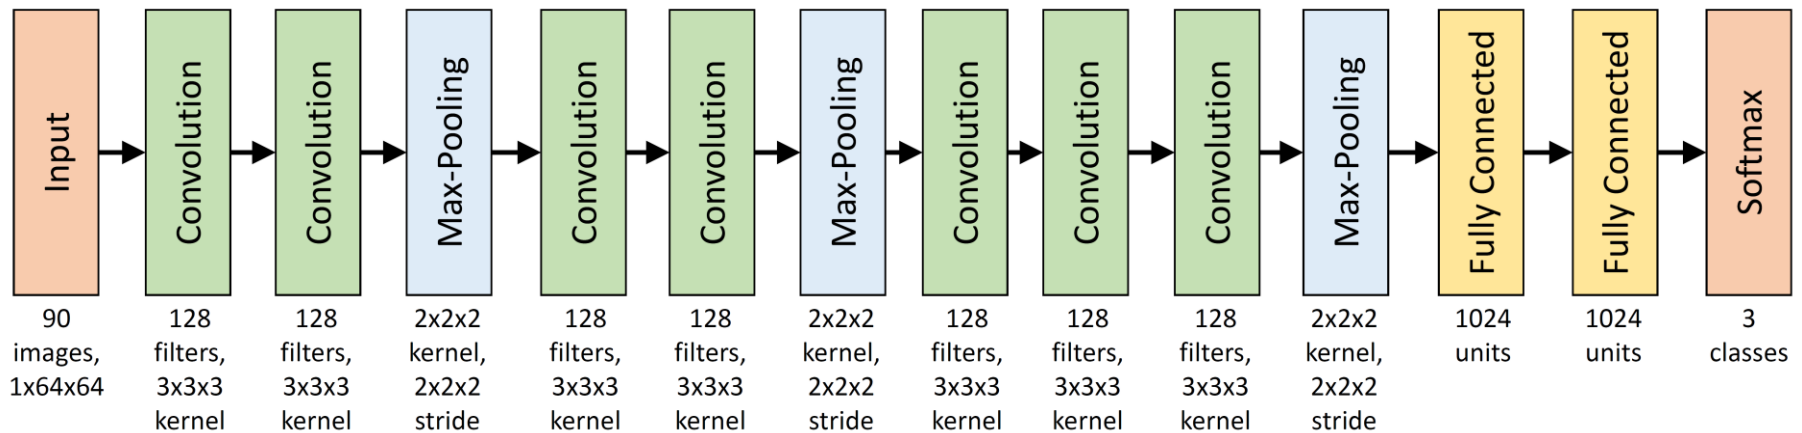 Input
Convolution
Convolution
Max-Pooling
Convolution
Convolution
Max-Pooling
Convolution
Convolution
Convolution
Max-Pooling
Fully Connected
Fully Connected
Softmax
90
images,
1x64x64
128
filters,
3x3x3
kernel
128
filters,
3x3x3
kernel
2x2x2
kernel,
2x2x2
stride
128
filters,
3x3x3
kernel
128
filters,
3x3x3
kernel
2x2x2
kernel,
2x2x2
stride
128
filters,
3x3x3
kernel
128
filters,
3x3x3
kernel
128
filters,
3x3x3
kernel
2x2x2
kernel,
2x2x2
stride
1024
units
1024
units
3
classes